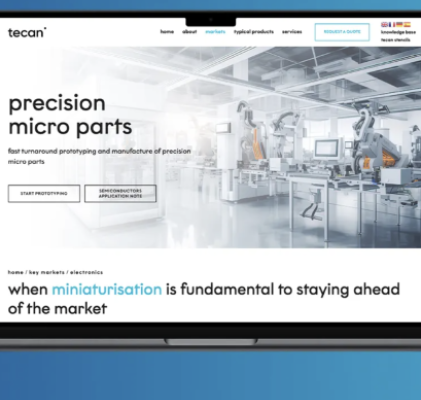 tecan
home about markets typical products services REQUEST A QUOTE knowledge base
tecan stencils
precision
micro parts
fast turnaround prototyping and manufacture of precision
micro parts
START PROTOTYPING
SEMICONDUCTORS
APPLICATION NOTE
home / key markets / electronics
when miniaturisation is fundamental to staying ahead
of the market